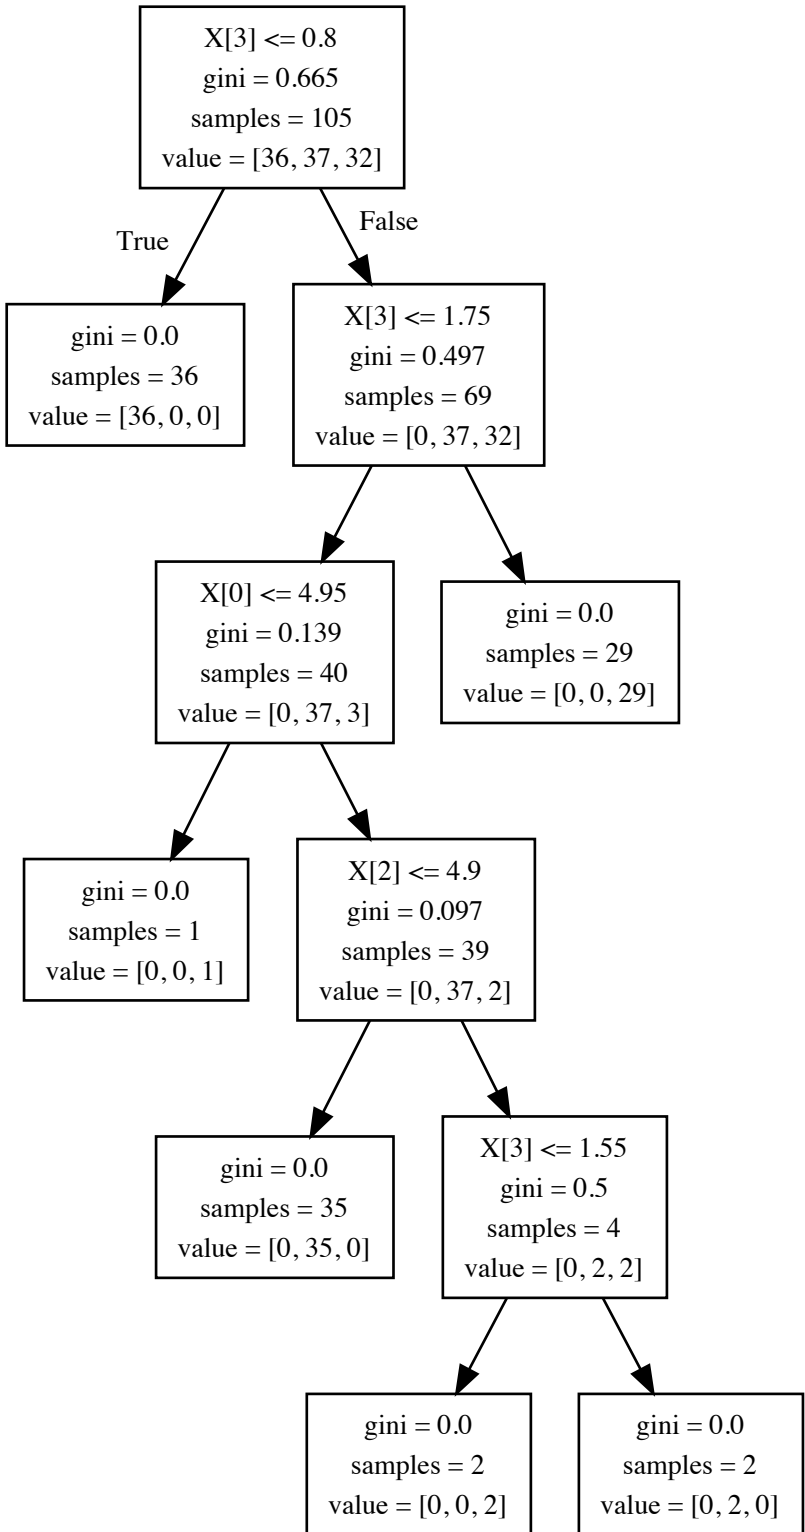 X[3] <= 0.8
gini = 0.665
samples = 105
value = [36, 37, 32]
True
False
gini = 0.0
samples = 36
value = [36, 0, 0]
X[3] <= 1.75
gini = 0.497
samples = 69
value = [0, 37, 32]
X[0] <= 4.95
gini = 0.139
samples = 40
value = [0, 37, 3]
gini = 0.0
samples = 29
value = [0, 0, 29]
gini = 0.0
samples = 1
value = [0, 0, 1]
X[2] <= 4.9
gini = 0.097
samples = 39
value = [0, 37, 2]
gini = 0.0
samples = 35
value = [0, 35, 0]
X[3] <= 1.55
gini = 0.5
samples = 4
value = [0, 2, 2]
gini = 0.0
samples = 2
value = [0, 0, 2]
gini = 0.0
samples = 2
value = [0, 2, 0]